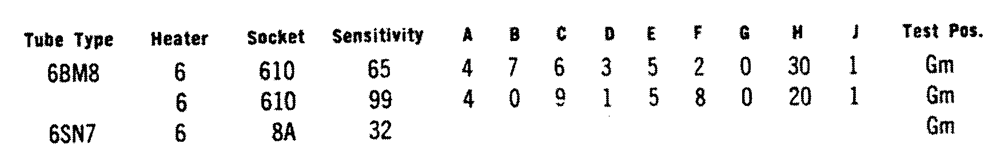 Tube Type Heater Socket Sensitivity A B C D E F G H J Test Pos.
6BM8 6 610 65 4 7 6 3 5 2 0 30 1 Gm
6 610 99 4 0 9 1 5 8 0 20 1 Gm
6SN7 6 8A 32 Gm